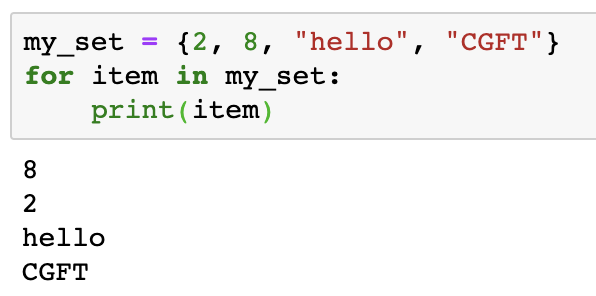 my_set = {2, 8, "hello", "CGFT"}
for item in my_set:
    print(item)
8
2
hello
CGFT